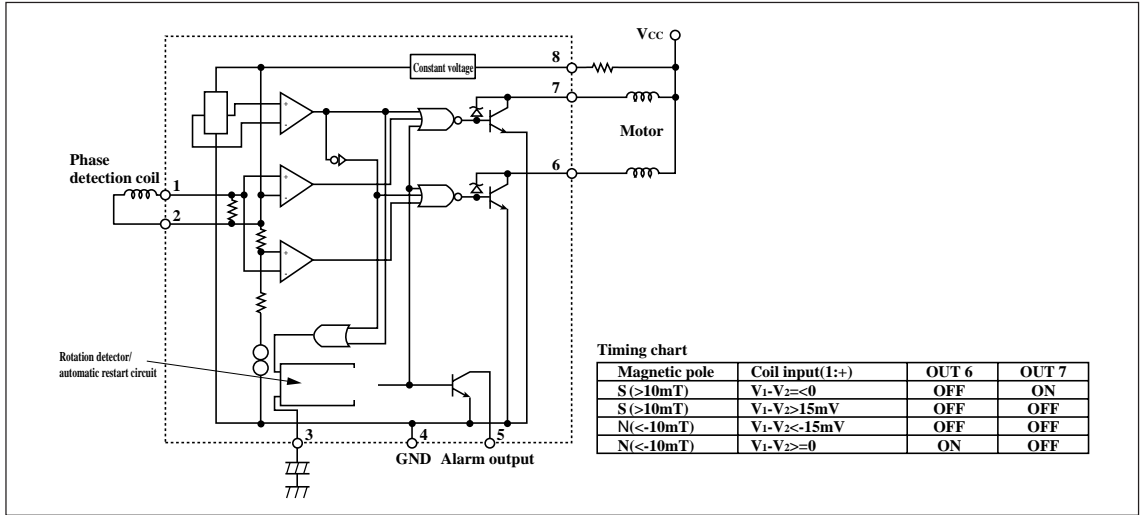 Vcc
8
Constant voltage
7
Motor
6
Phase
detection coil
1
2
+
-
+
-
+
-
Rotation detector/
automatic restart circuit
3
4
5
GND
Alarm output
Timing chart
Magnetic pole Coil input(1:+) OUT 6 OUT 7
S (>10mT) V1-V2=<0 OFF ON
S (>10mT) V1-V2>15mV OFF OFF
N(<-10mT) V1-V2<-15mV OFF OFF
N(<-10mT) V1-V2>=0 ON OFF